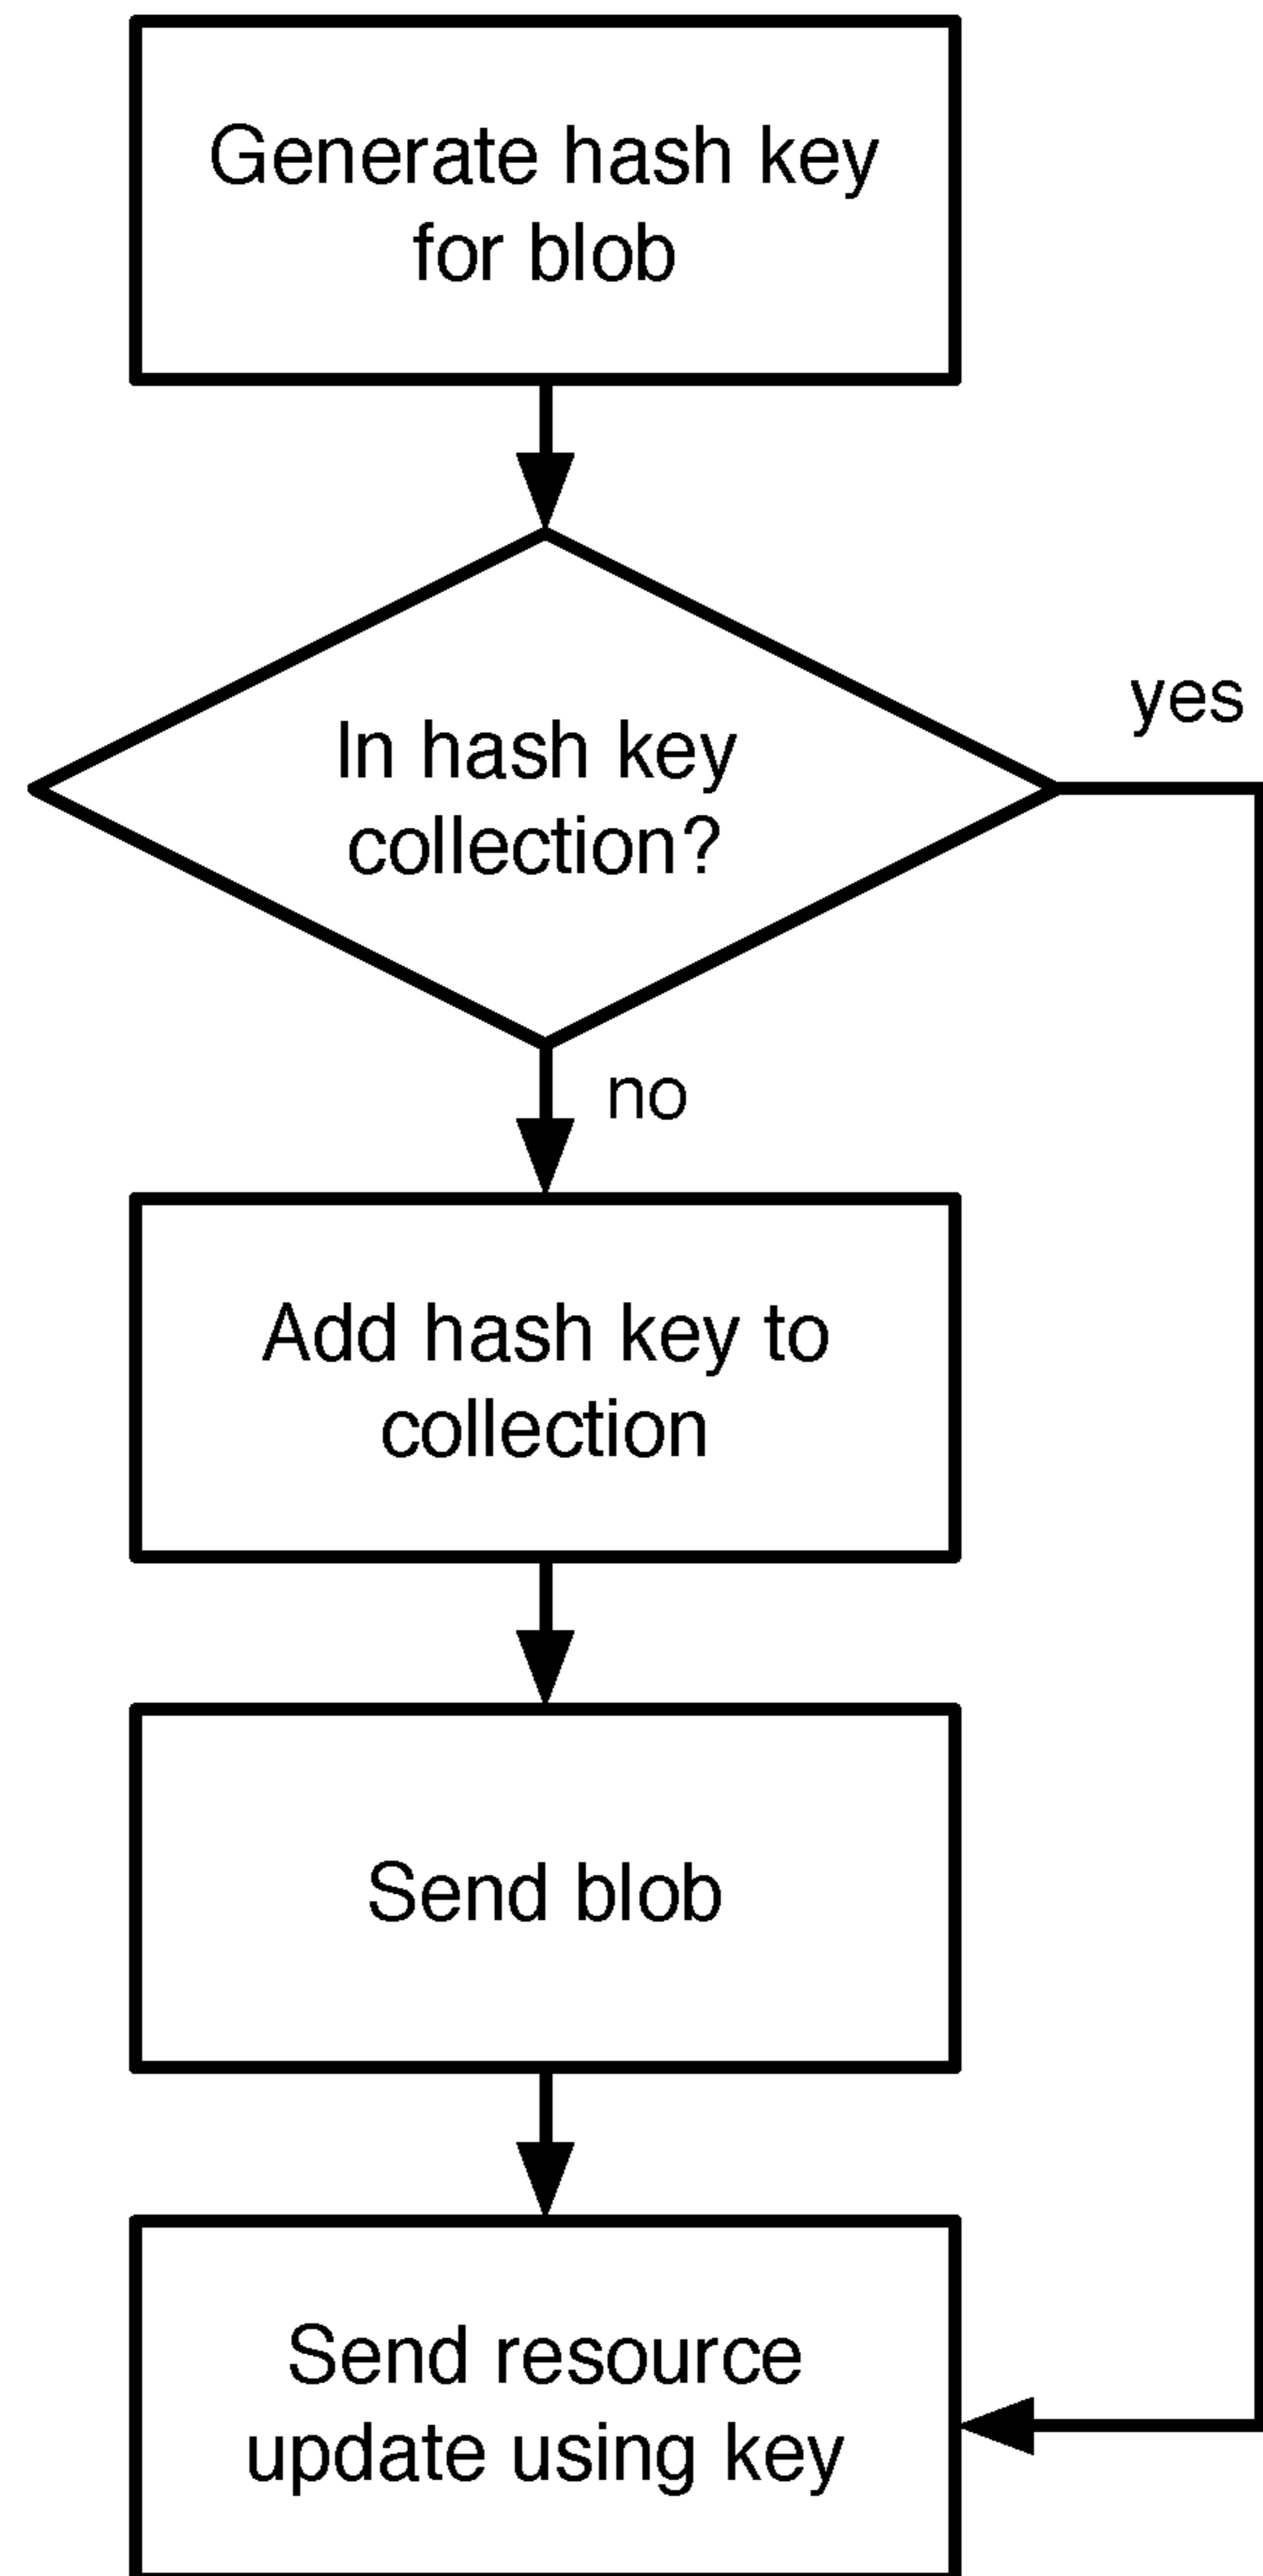 Generate hash key
for blob
yes
In hash key
collection?
no
Add hash key to
collection
Send blob
Send resource
update using key